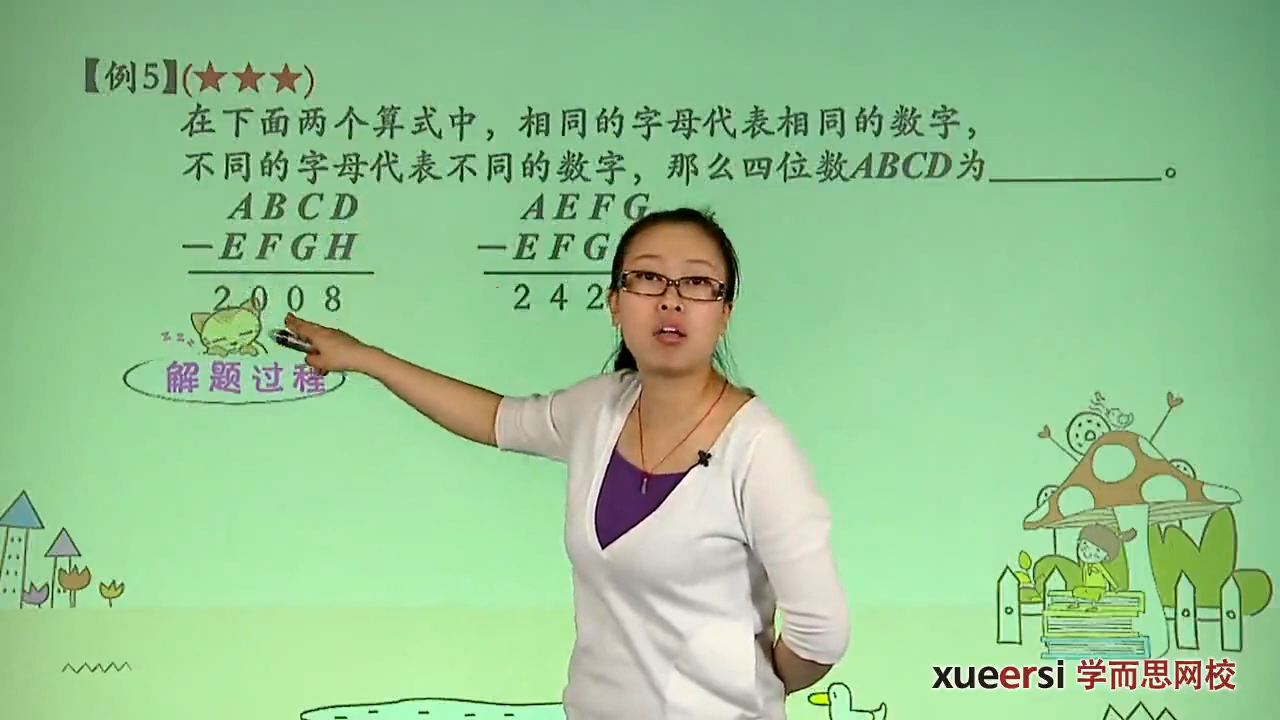 【例5】(★★★)
在下面两个算式中，相同的字母代表相同的数字，
不同的字母代表不同的数字，那么四位数ABCD为________。
ABCD AEFG
－EFGH －EFG
2008 242
zzz
解题过程
xueersi 学而思网校